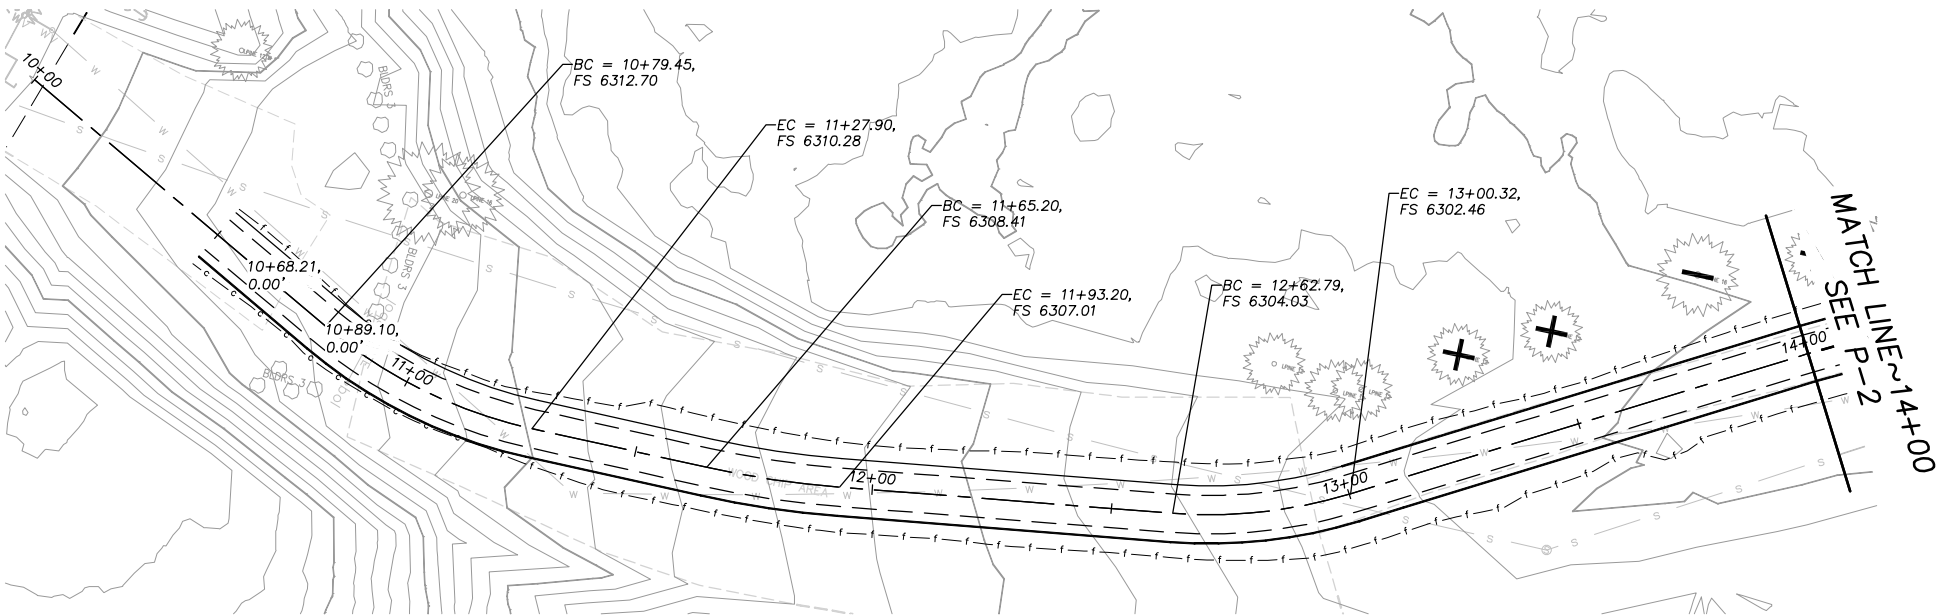 10+00
BC = 10+79.45,
FS 6312.70
EC = 11+27.90,
FS 6310.28
BC = 11+65.20,
FS 6308.41
EC = 11+93.20,
FS 6307.01
BC = 12+62.79,
FS 6304.03
EC = 13+00.32,
FS 6302.46
10+68.21,
0.00'
10+89.10,
0.00'
11+00
12+00
13+00
14+00
BLDRS 3
BLDRS 3
BLDRS 3
WOOD CHIP AREA
MATCH LINE~14+00
SEE P-2